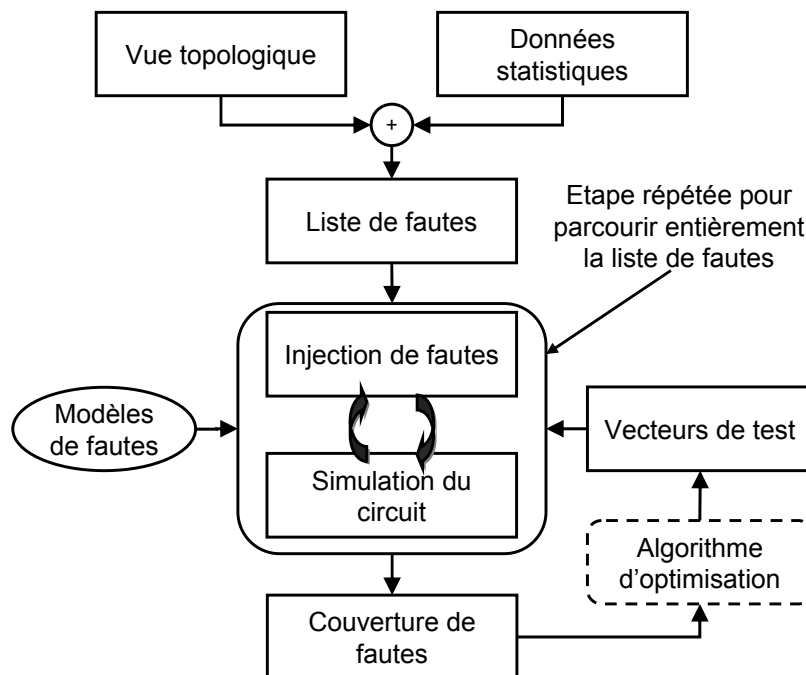 Vue topologique
Données
statistiques
+
Liste de fautes
Etape répétée pour
parcourir entièrement
la liste de fautes
Injection de fautes
Modèles
de fautes
Vecteurs de test
Simulation du
circuit
Algorithme
d'optimisation
Couverture de
fautes